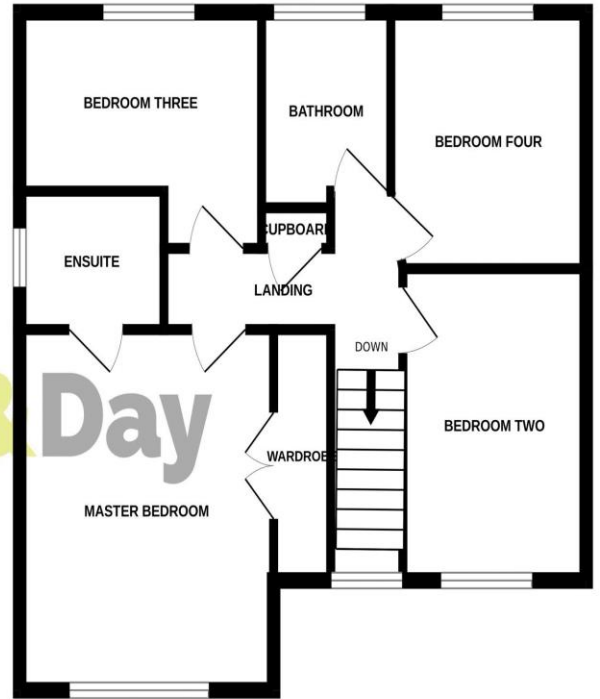 BEDROOM THREE
BATHROOM
BEDROOM FOUR
CUPBOARD
ENSUITE
LANDING
DOWN
&Day
BEDROOM TWO
WARDROBE
MASTER BEDROOM